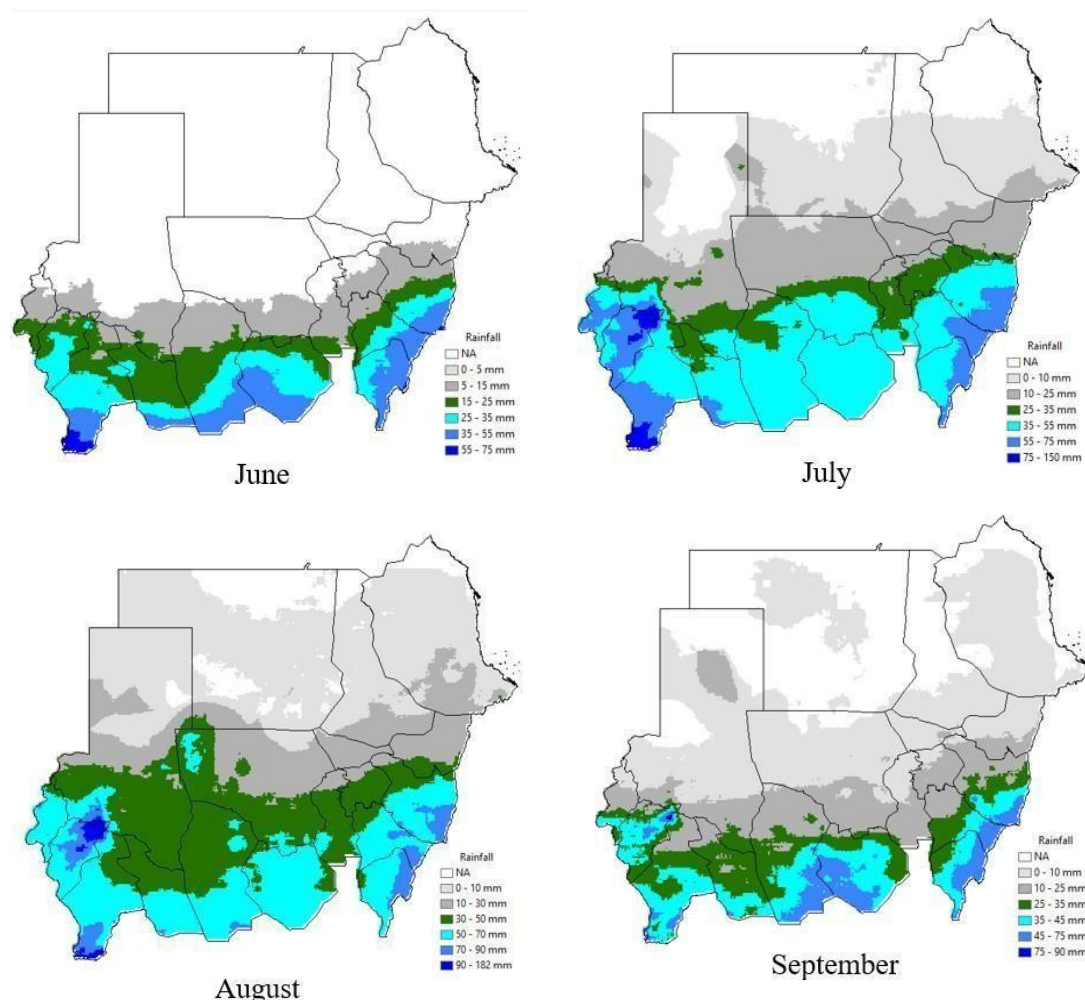 Rainfall
NA
0 - 5 mm
5 - 15 mm
15 - 25 mm
25 - 35 mm
35 - 55 mm
55 - 75 mm
June
Rainfall
NA
0 - 10 mm
10 - 25 mm
25 - 35 mm
35 - 55 mm
55 - 75 mm
75 - 150 mm
July
Rainfall
NA
0 - 10 mm
10 - 30 mm
30 - 50 mm
50 - 70 mm
70 - 90 mm
90 - 182 mm
August
Rainfall
NA
0 - 10 mm
10 - 25 mm
25 - 35 mm
35 - 45 mm
45 - 75 mm
75 - 90 mm
September